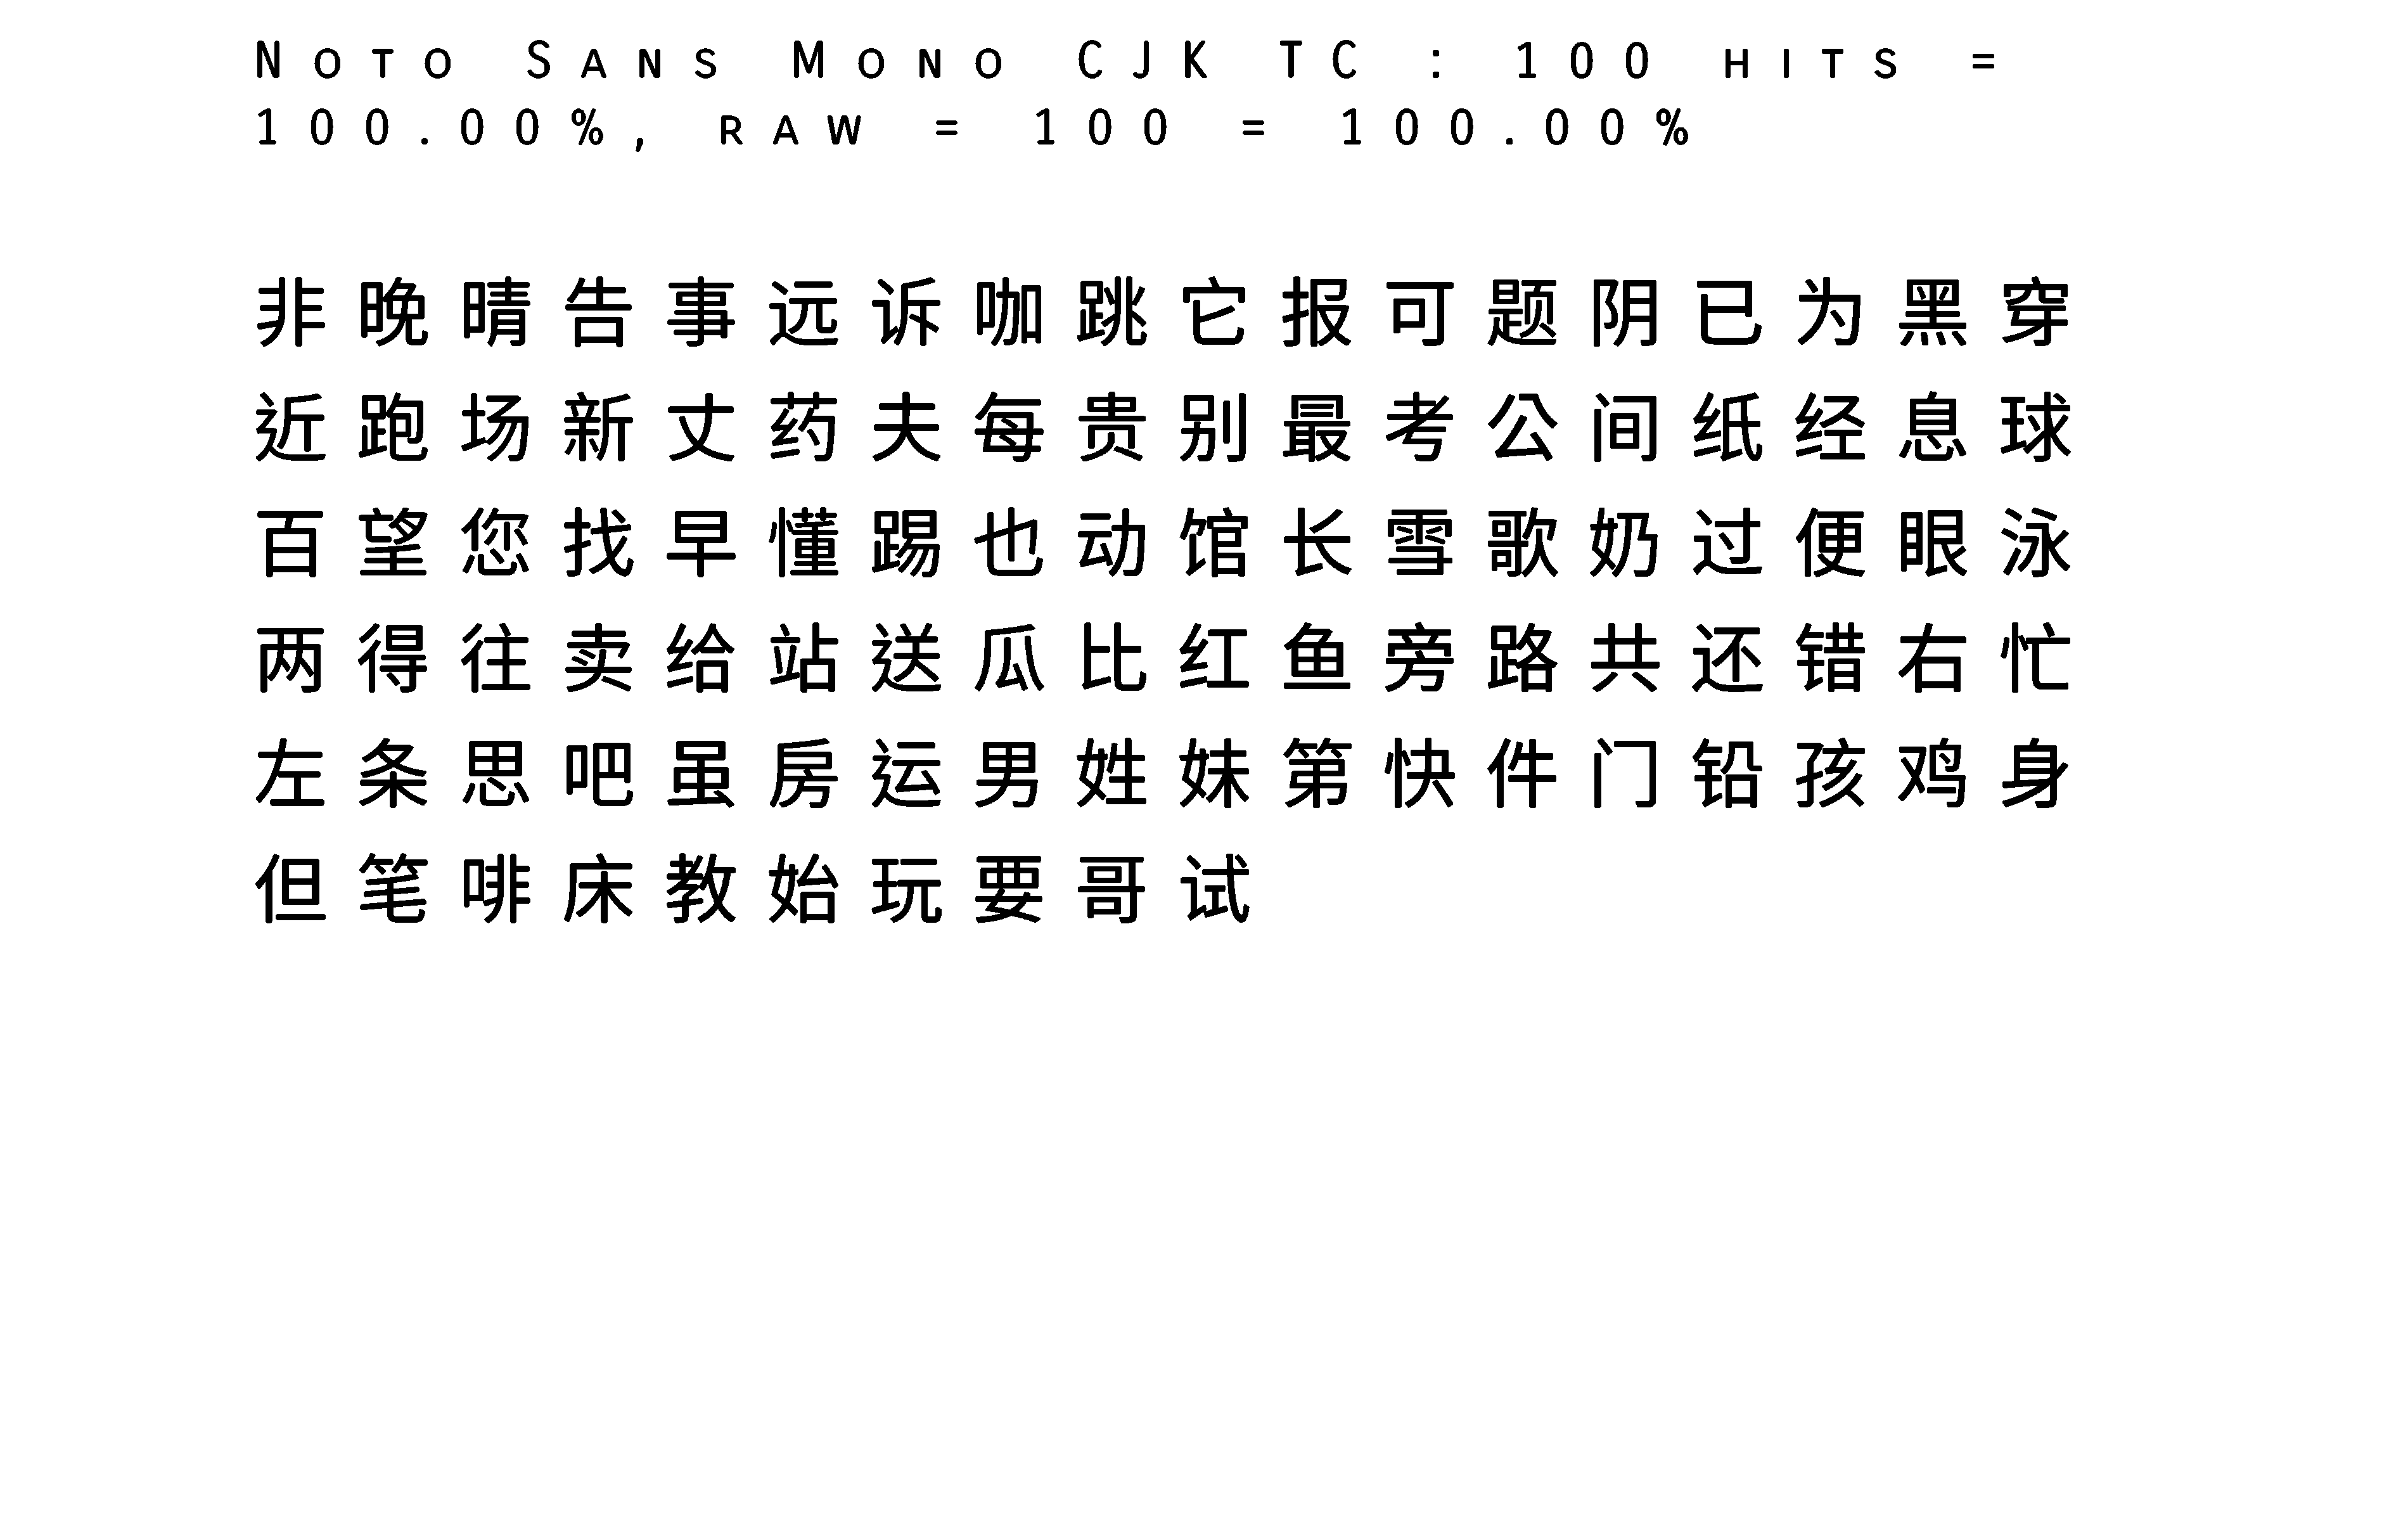 Noto Sans Mono CJK TC : 100 hits =
100.00%, raw = 100 = 100.00%
非晚晴告事远诉咖跳它报可题阴已为黑穿
近跑场新丈药夫每贵别最考公间纸经息球
百望您找早懂踢也动馆长雪歌奶过便眼泳
两得往卖给站送瓜比红鱼旁路共还错右忙
左条思吧虽房运男姓妹第快件门铅孩鸡身
但笔啡床教始玩要哥试